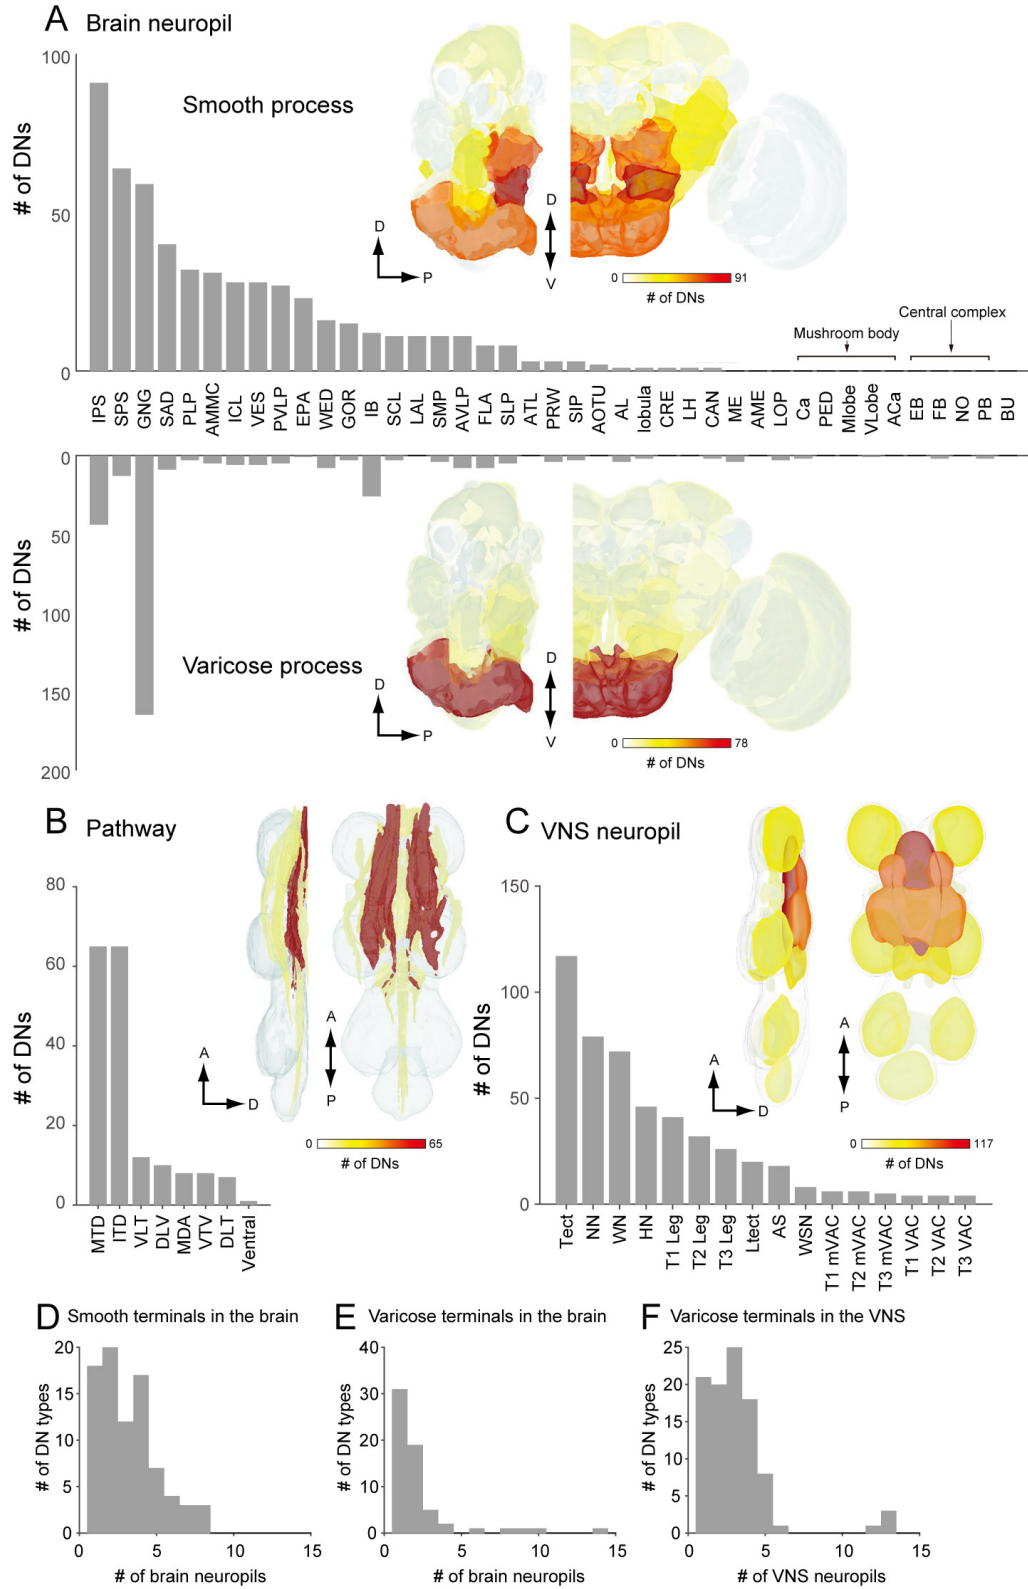 A Brain neuropil
100
50
0
# of DNs
Smooth process
D
P
D
V
0 91
# of DNs
Mushroom body
Central complex
IPS SPS GNG SAD PLP AMMC ICL VES PVLP EPA WED GOR IB SCL LAL SMP AVLP FLA SLP ATL PRW SIP AOTU AL lobula CRE LH CAN ME AME LOP Ca PED Mlobe VLobe ACa EB FB NO PB BU
0
50
100
150
200
# of DNs
Varicose process
D
P
D
V
0 78
# of DNs
B Pathway
80
60
40
20
0
# of DNs
A
D
A
P
0 65
# of DNs
MTD ITD VLT DLV MDA VTV DLT Ventral
C VNS neuropil
150
100
50
0
# of DNs
A
D
A
P
0 117
# of DNs
Tect NN WN HN T1 Leg T2 Leg T3 Leg Ltect AS WSN T1 mVAC T2 mVAC T3 mVAC T1 VAC T2 VAC T3 VAC
D Smooth terminals in the brain
20
15
10
5
0
# of DN types
0 5 10 15
# of brain neuropils
E Varicose terminals in the brain
40
30
20
10
0
# of DN types
0 5 10 15
# of brain neuropils
F Varicose terminals in the VNS
25
20
15
10
5
0
# of DN types
0 5 10 15
# of VNS neuropils